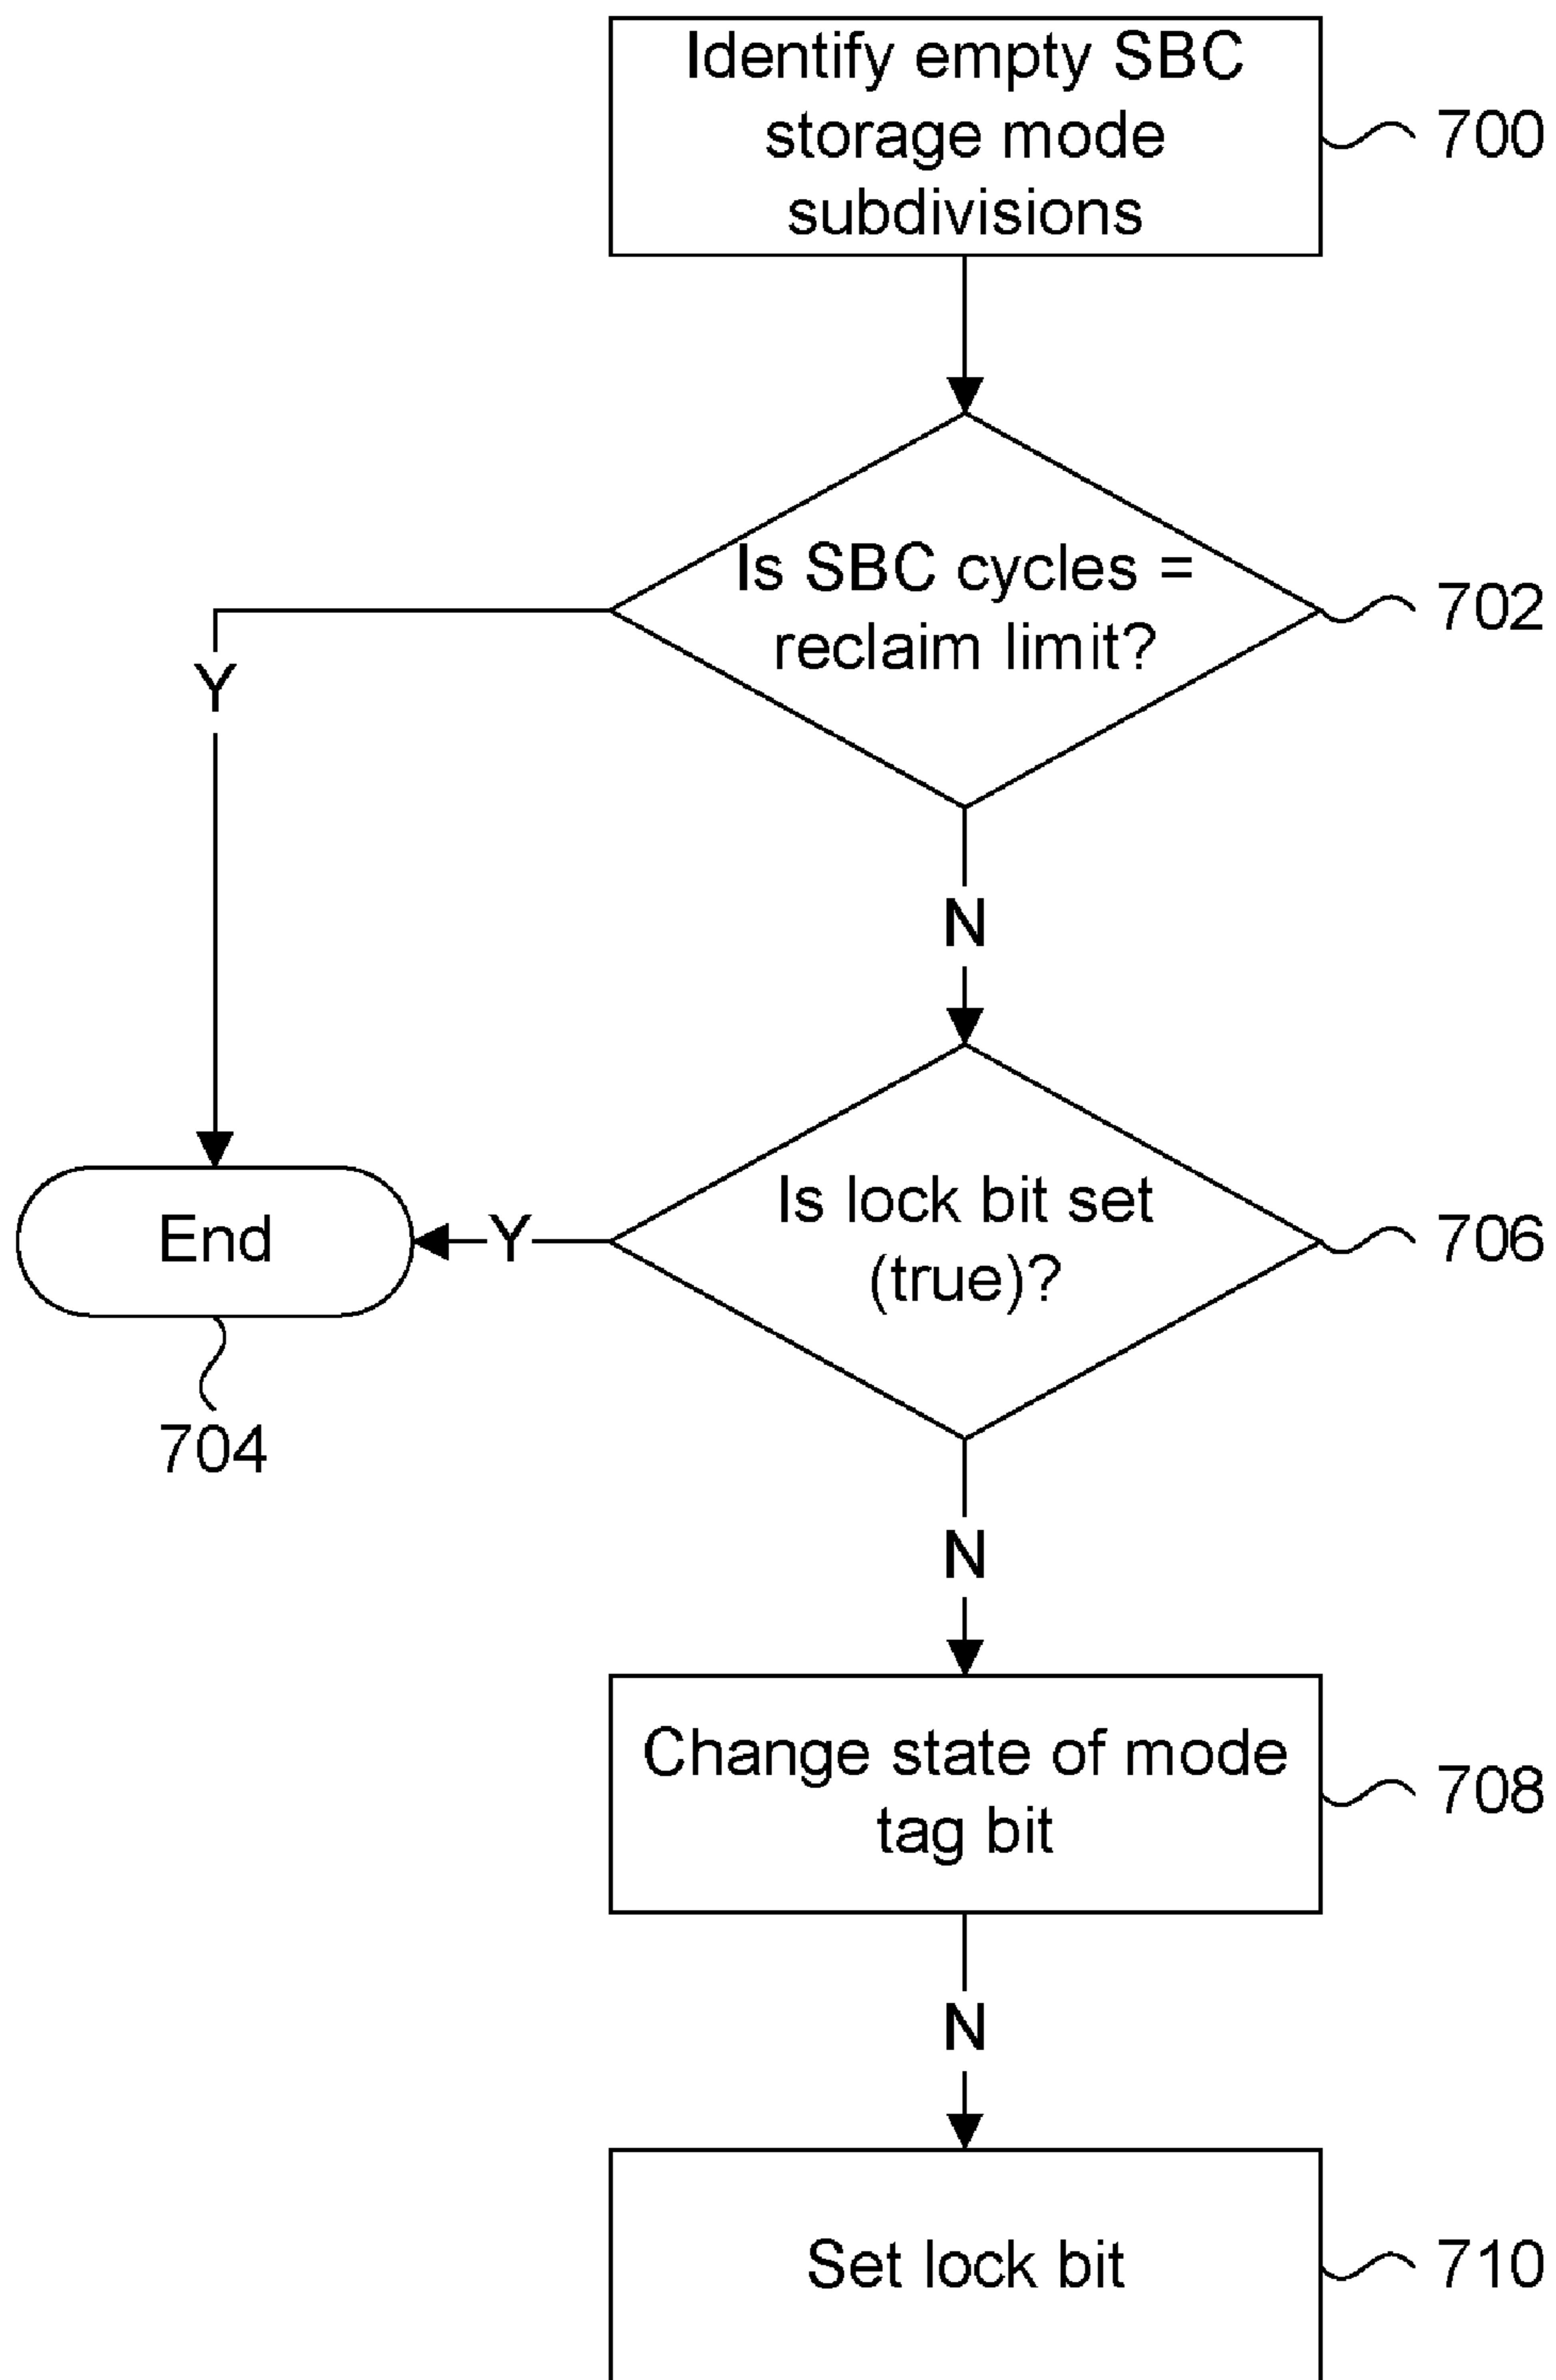 Identify empty SBC
storage mode
subdivisions
700
Is SBC cycles =
reclaim limit?
702
Y
N
Is lock bit set
(true)?
706
Y
End
704
N
Change state of mode
tag bit
708
N
Set lock bit
710